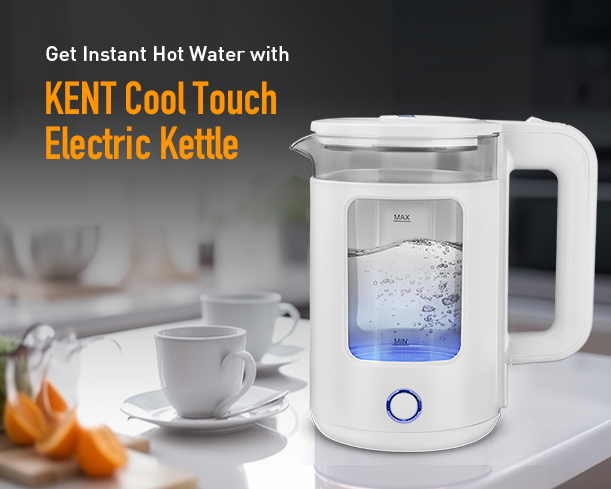 Get Instant Hot Water with
KENT Cool Touch
Electric Kettle
MAX
MIN